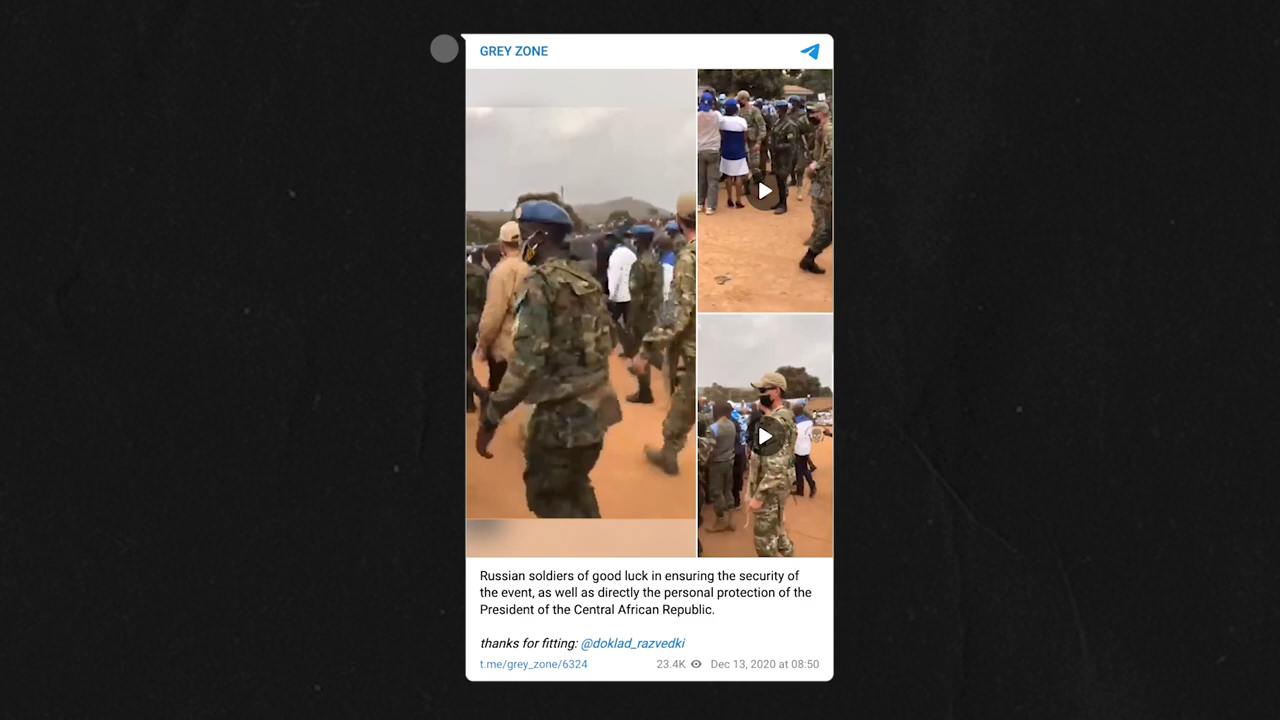 GREY ZONE
Russian soldiers of good luck in ensuring the security of
the event, as well as directly the personal protection of the
President of the Central African Republic.
thanks for fitting: @doklad_razvedki
t.me/grey_zone/6324 23.4K Dec 13, 2020 at 08:50